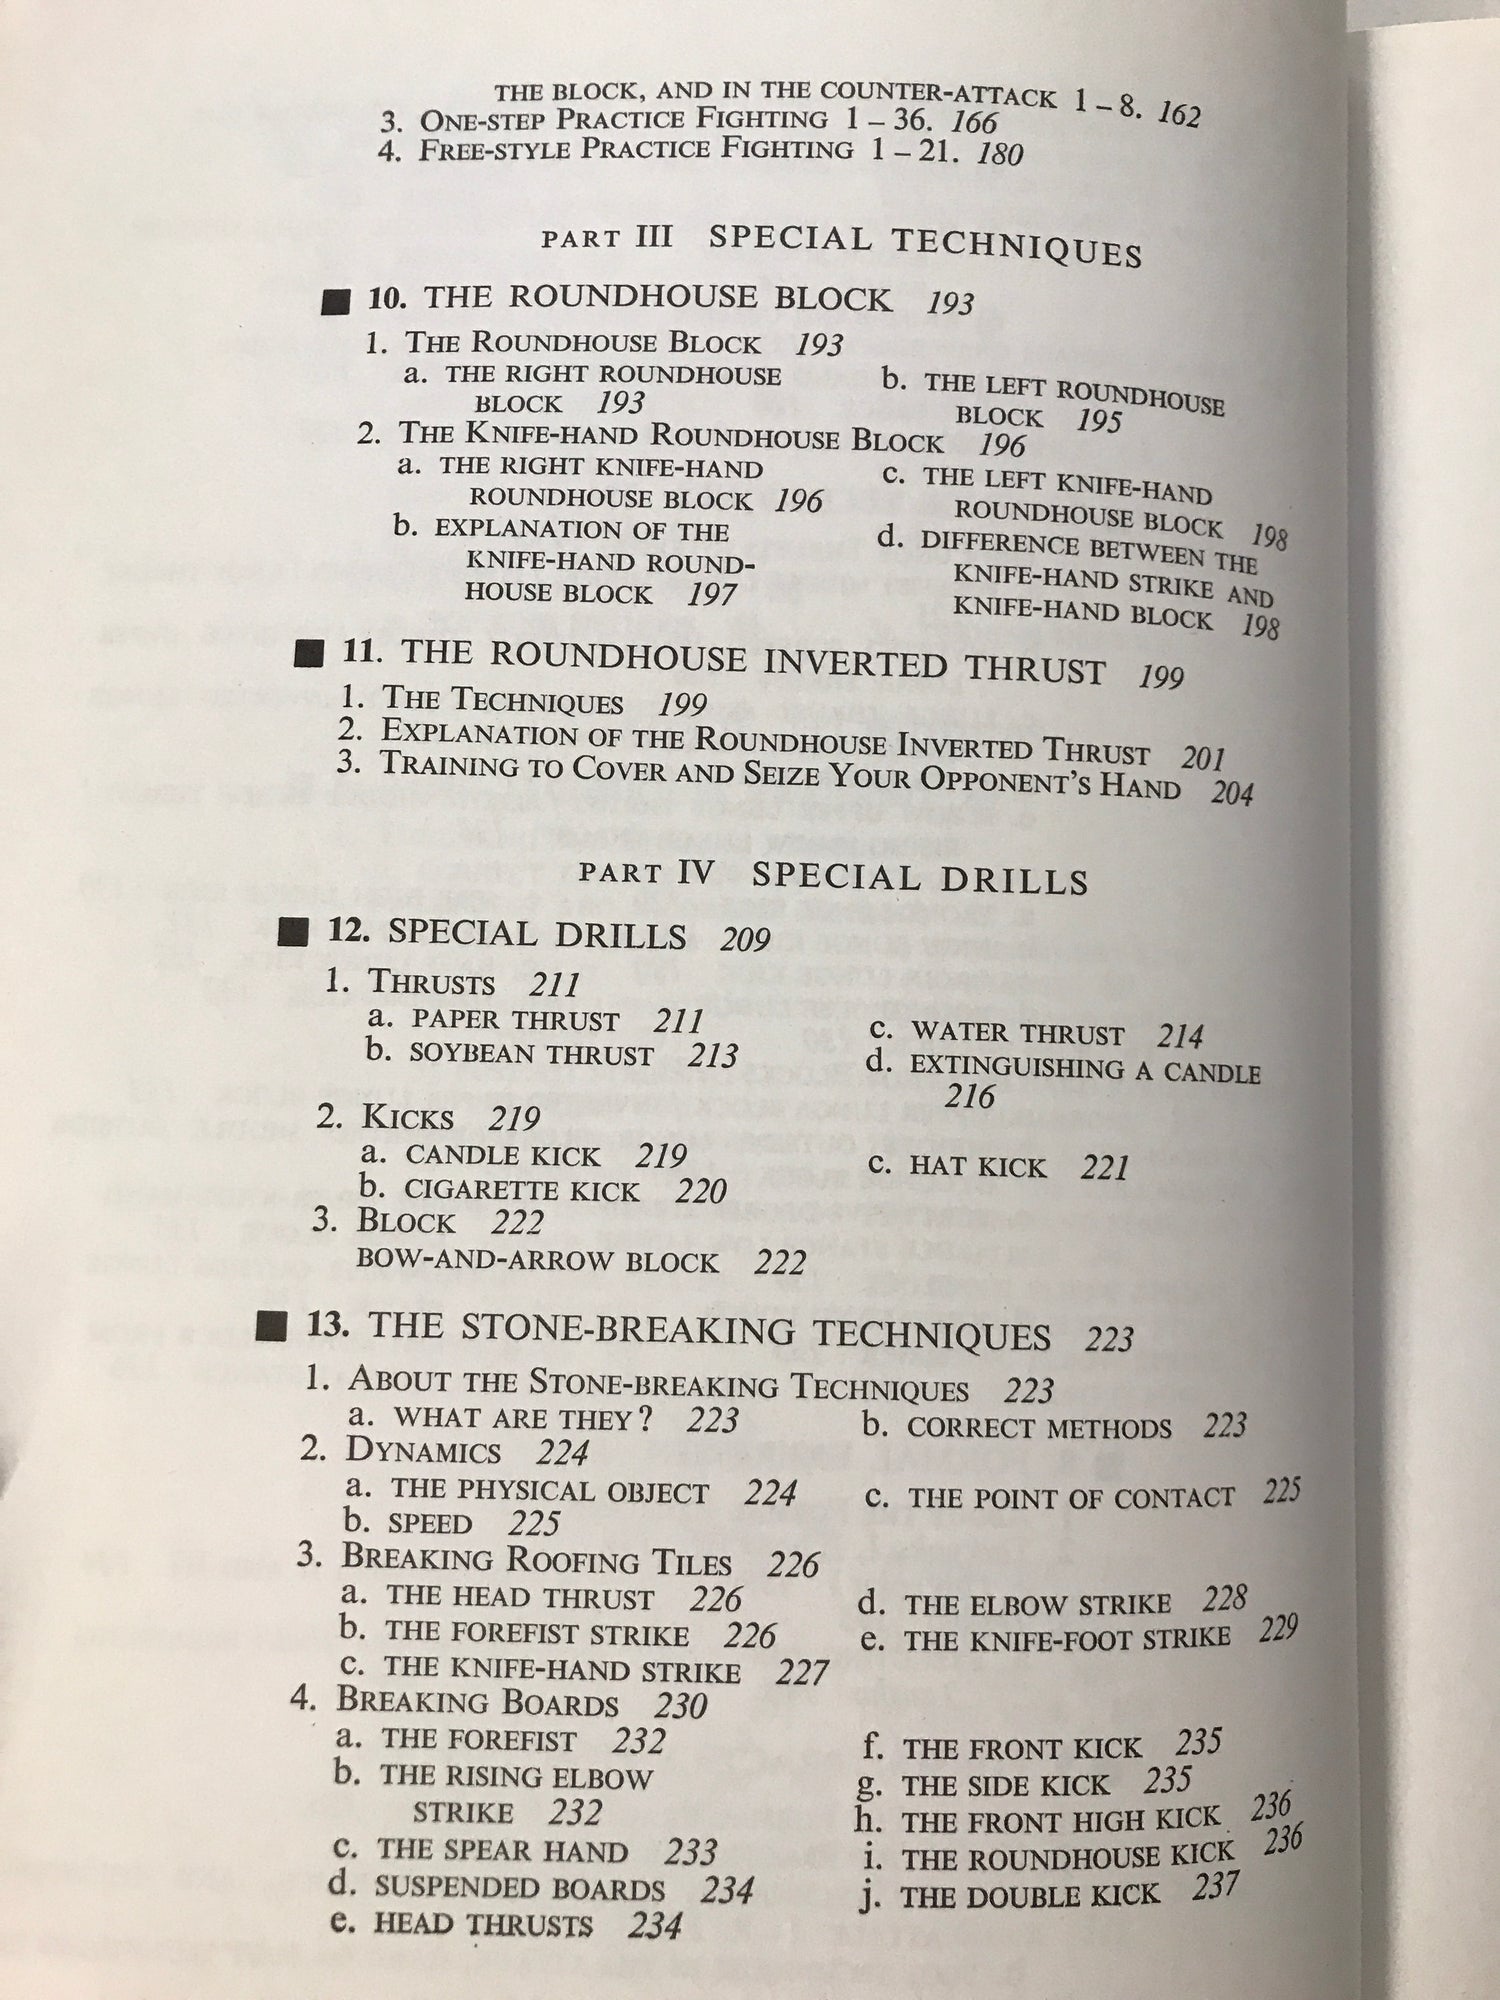 THE BLOCK, AND IN THE COUNTER-ATTACK 1 – 8. 162
3. ONE-STEP PRACTICE FIGHTING 1 – 36. 166
4. FREE-STYLE PRACTICE FIGHTING 1 – 21. 180
PART III SPECIAL TECHNIQUES
■ 10. THE ROUNDHOUSE BLOCK 193
1. THE ROUNDHOUSE BLOCK 193
a. THE RIGHT ROUNDHOUSE
BLOCK 193
b. THE LEFT ROUNDHOUSE
BLOCK 195
2. THE KNIFE-HAND ROUNDHOUSE BLOCK 196
a. THE RIGHT KNIFE-HAND
ROUNDHOUSE BLOCK 196
b. EXPLANATION OF THE
KNIFE-HAND ROUND-
HOUSE BLOCK 197
c. THE LEFT KNIFE-HAND
ROUNDHOUSE BLOCK 198
d. DIFFERENCE BETWEEN THE
KNIFE-HAND STRIKE AND
KNIFE-HAND BLOCK 198
■ 11. THE ROUNDHOUSE INVERTED THRUST 199
1. THE TECHNIQUES 199
2. EXPLANATION OF THE ROUNDHOUSE INVERTED THRUST 201
3. TRAINING TO COVER AND SEIZE YOUR OPPONENT'S HAND 204
PART IV SPECIAL DRILLS
■ 12. SPECIAL DRILLS 209
1. THRUSTS 211
a. PAPER THRUST 211
b. SOYBEAN THRUST 213
c. WATER THRUST 214
d. EXTINGUISHING A CANDLE
216
2. KICKS 219
a. CANDLE KICK 219
b. CIGARETTE KICK 220
c. HAT KICK 221
3. BLOCK 222
BOW-AND-ARROW BLOCK 222
■ 13. THE STONE-BREAKING TECHNIQUES 223
1. ABOUT THE STONE-BREAKING TECHNIQUES 223
a. WHAT ARE THEY? 223
b. CORRECT METHODS 223
2. DYNAMICS 224
a. THE PHYSICAL OBJECT 224
b. SPEED 225
c. THE POINT OF CONTACT 225
3. BREAKING ROOFING TILES 226
a. THE HEAD THRUST 226
b. THE FOREFIST STRIKE 226
c. THE KNIFE-HAND STRIKE 227
d. THE ELBOW STRIKE 228
e. THE KNIFE-FOOT STRIKE 229
4. BREAKING BOARDS 230
a. THE FOREFIST 232
b. THE RISING ELBOW
STRIKE 232
c. THE SPEAR HAND 233
d. SUSPENDED BOARDS 234
e. HEAD THRUSTS 234
f. THE FRONT KICK 235
g. THE SIDE KICK 235
h. THE FRONT HIGH KICK 236
i. THE ROUNDHOUSE KICK 236
j. THE DOUBLE KICK 237